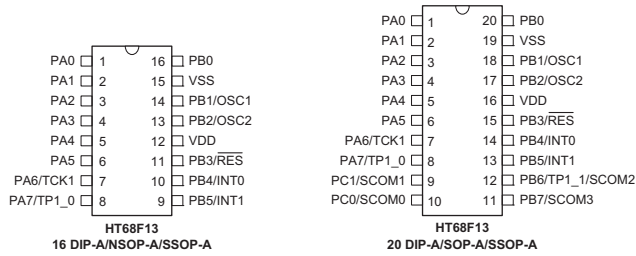 PA0 1 16 PB0
PA1 2 15 VSS
PA2 3 14 PB1/OSC1
PA3 4 13 PB2/OSC2
PA4 5 12 VDD
PA5 6 11 PB3/RES
PA6/TCK1 7 10 PB4/INT0
PA7/TP1_0 8 9 PB5/INT1
HT68F13
16 DIP-A/NSOP-A/SSOP-A
PA0 1 20 PB0
PA1 2 19 VSS
PA2 3 18 PB1/OSC1
PA3 4 17 PB2/OSC2
PA4 5 16 VDD
PA5 6 15 PB3/RES
PA6/TCK1 7 14 PB4/INT0
PA7/TP1_0 8 13 PB5/INT1
PC1/SCOM1 9 12 PB6/TP1_1/SCOM2
PC0/SCOM0 10 11 PB7/SCOM3
HT68F13
20 DIP-A/SOP-A/SSOP-A